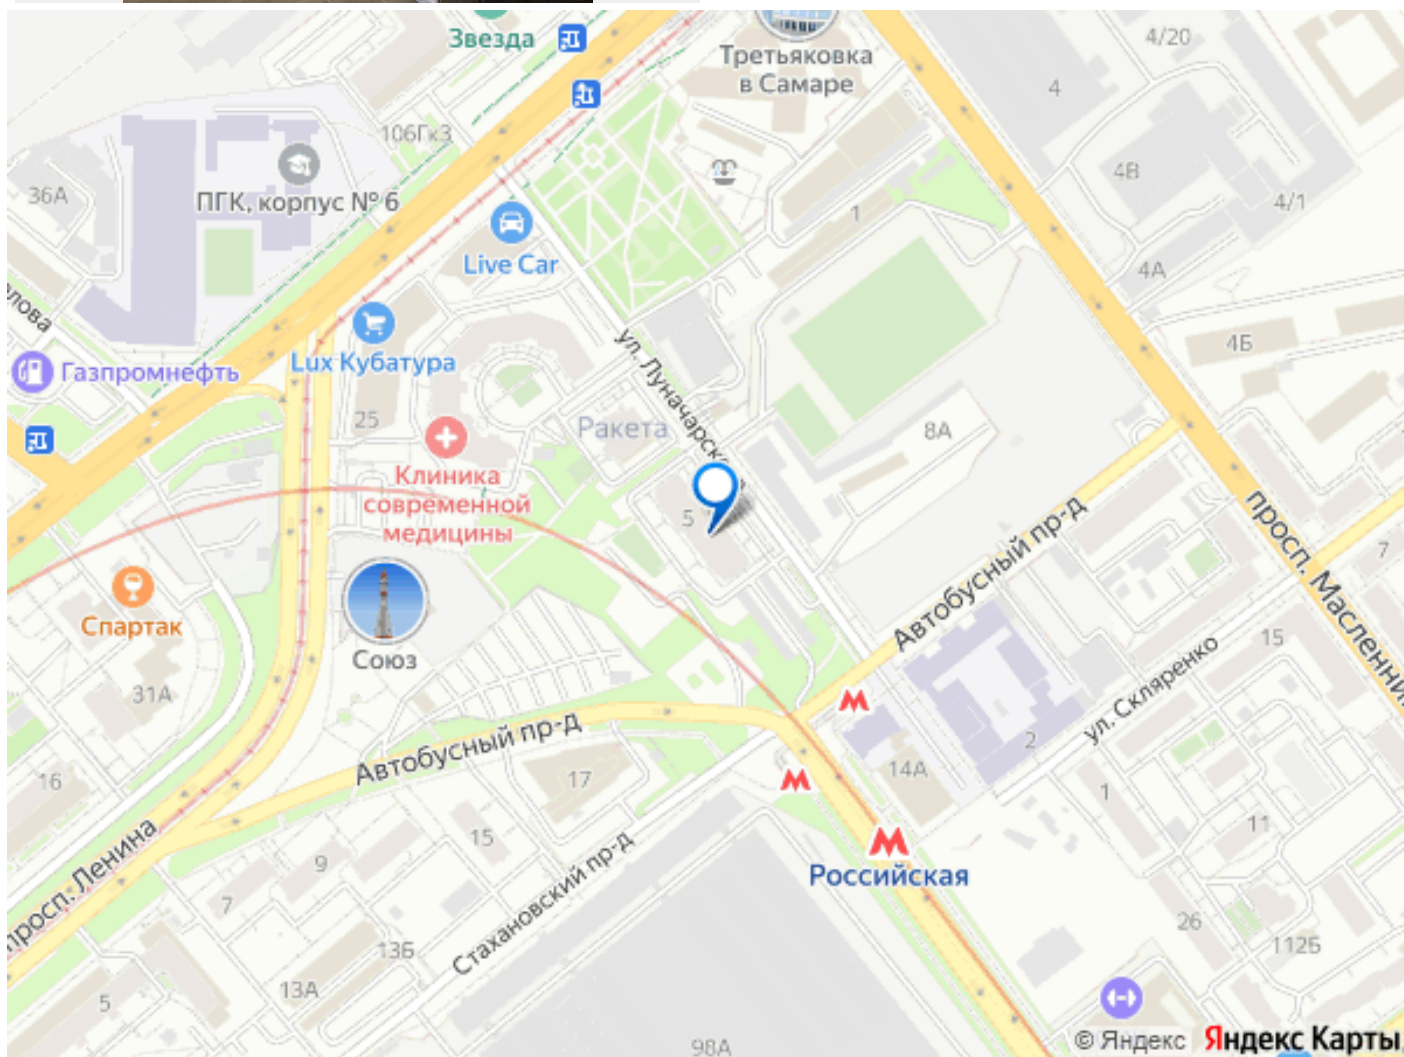 Звезда
Третьяковка
в Самаре
4/20
4
106Гк3
36А
ПГК, корпус № 6
4В
4/1
1
Live Car
4А
Lux Кубатура
Газпромнефть
ул. Луначарского
4Б
25
Ракета
8А
Клиника
современной
медицины
5
просп. Масленникова
7
Автобусный пр-д
Спартак
Союз
15
31А
ул. Скляренко
2
Автобусный пр-д
14А
16
17
1
15
11
просп. Ленина
9
Российская
7
Стахановский пр-д
26
13Б
112Б
13А
5
98А
© Яндекс Яндекс Карты